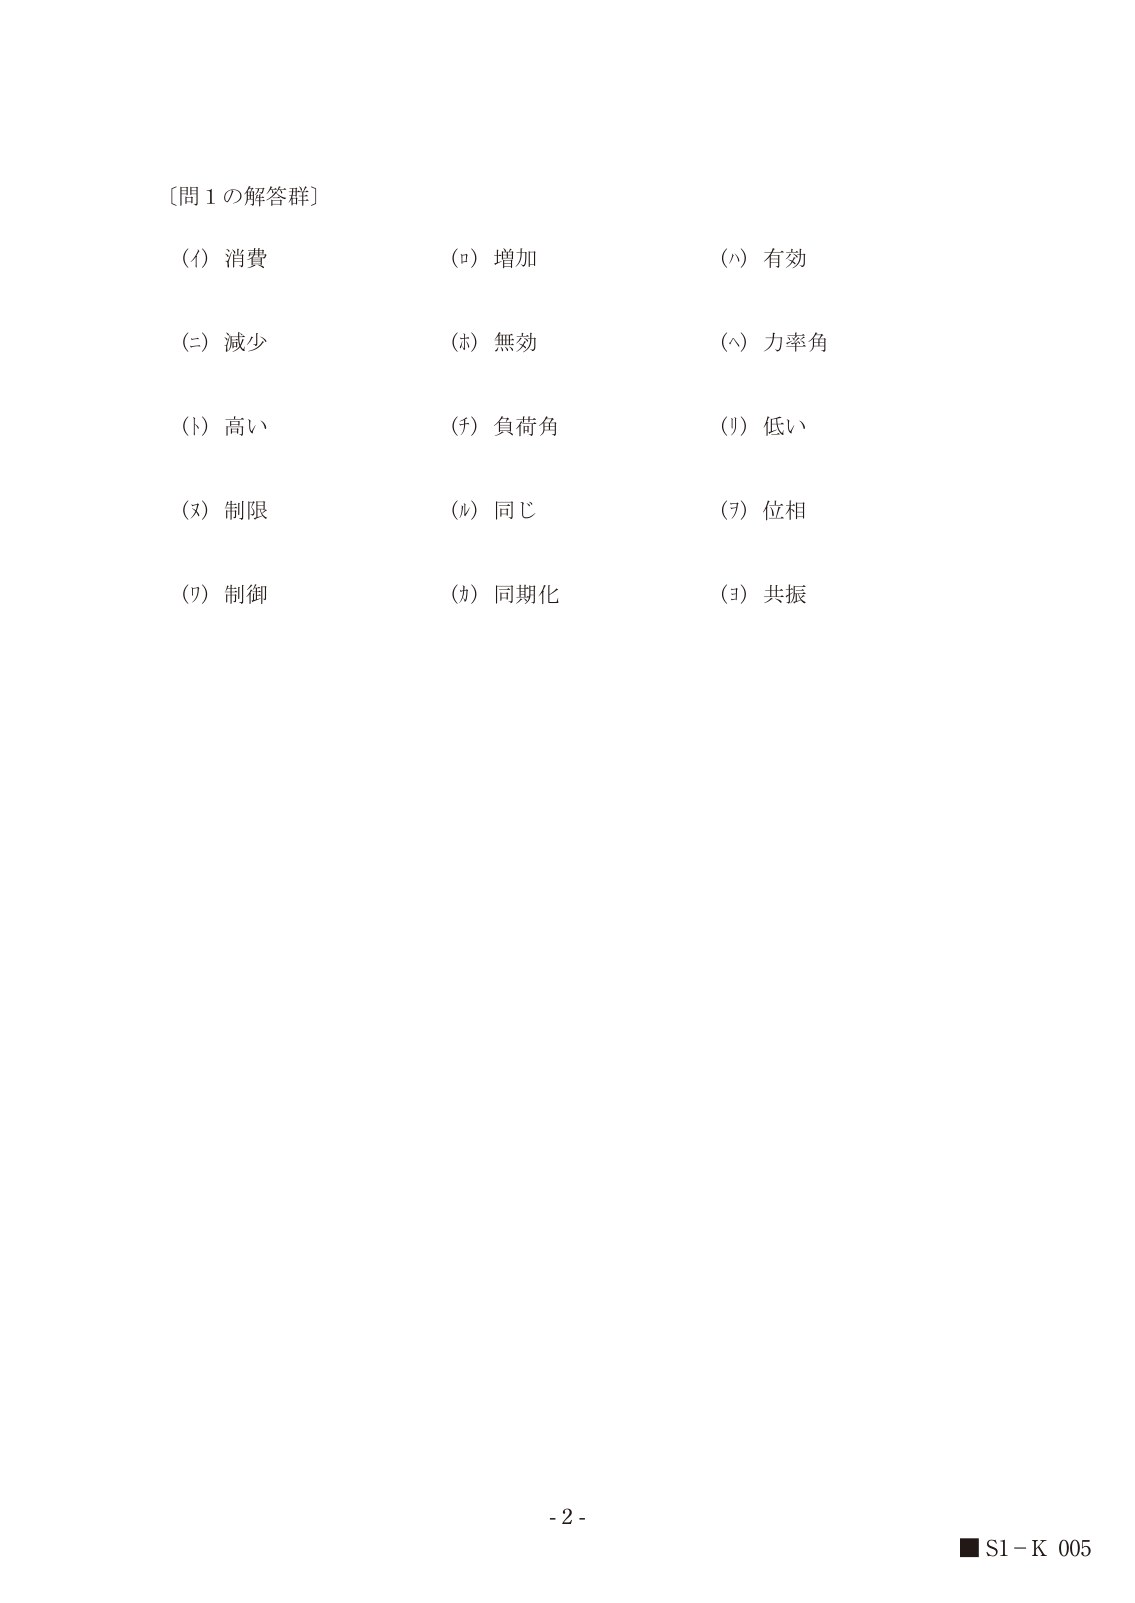 〔問１の解答群〕
(ｲ) 消費 (ﾛ) 増加 (ﾊ) 有効
(ﾆ) 減少 (ﾎ) 無効 (ﾍ) 力率角
(ﾄ) 高い (ﾁ) 負荷角 (ﾘ) 低い
(ﾇ) 制限 (ﾙ) 同じ (ｦ) 位相
(ﾜ) 制御 (ｶ) 同期化 (ﾖ) 共振
- 2 -
■ S1－K 005